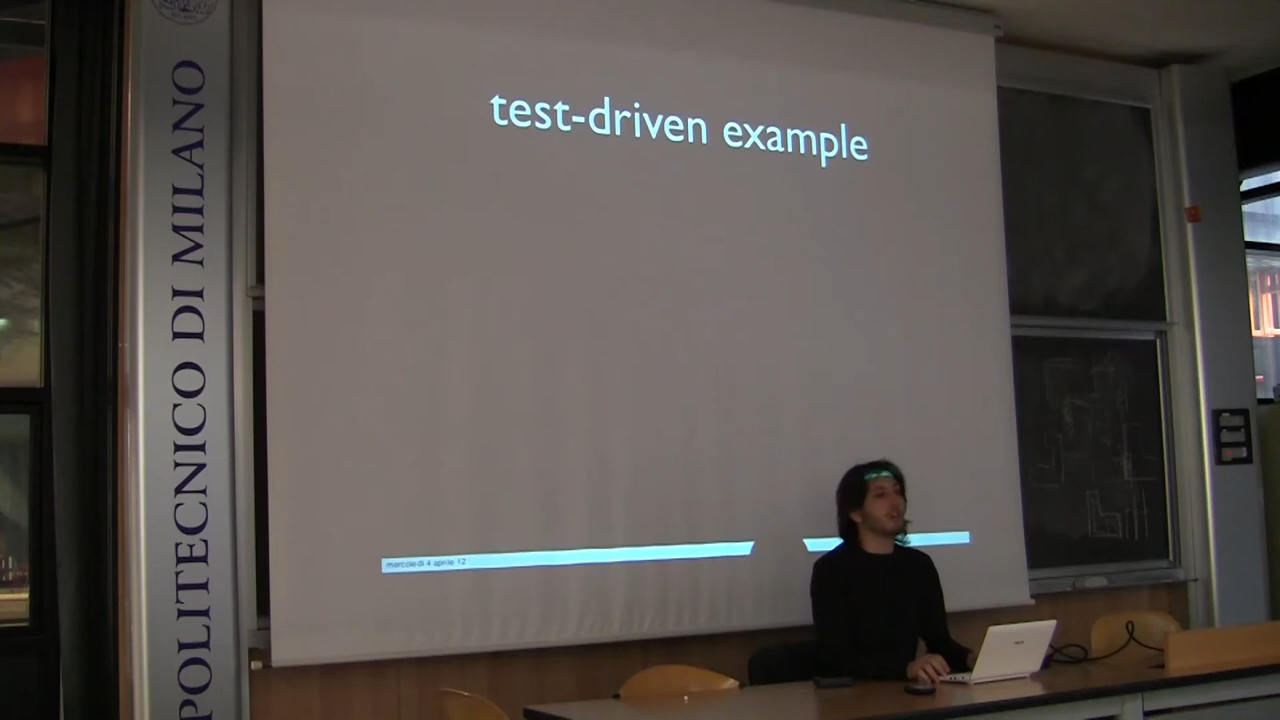 POLITECNICO DI MILANO
test-driven example
mercoledì 4 aprile 12